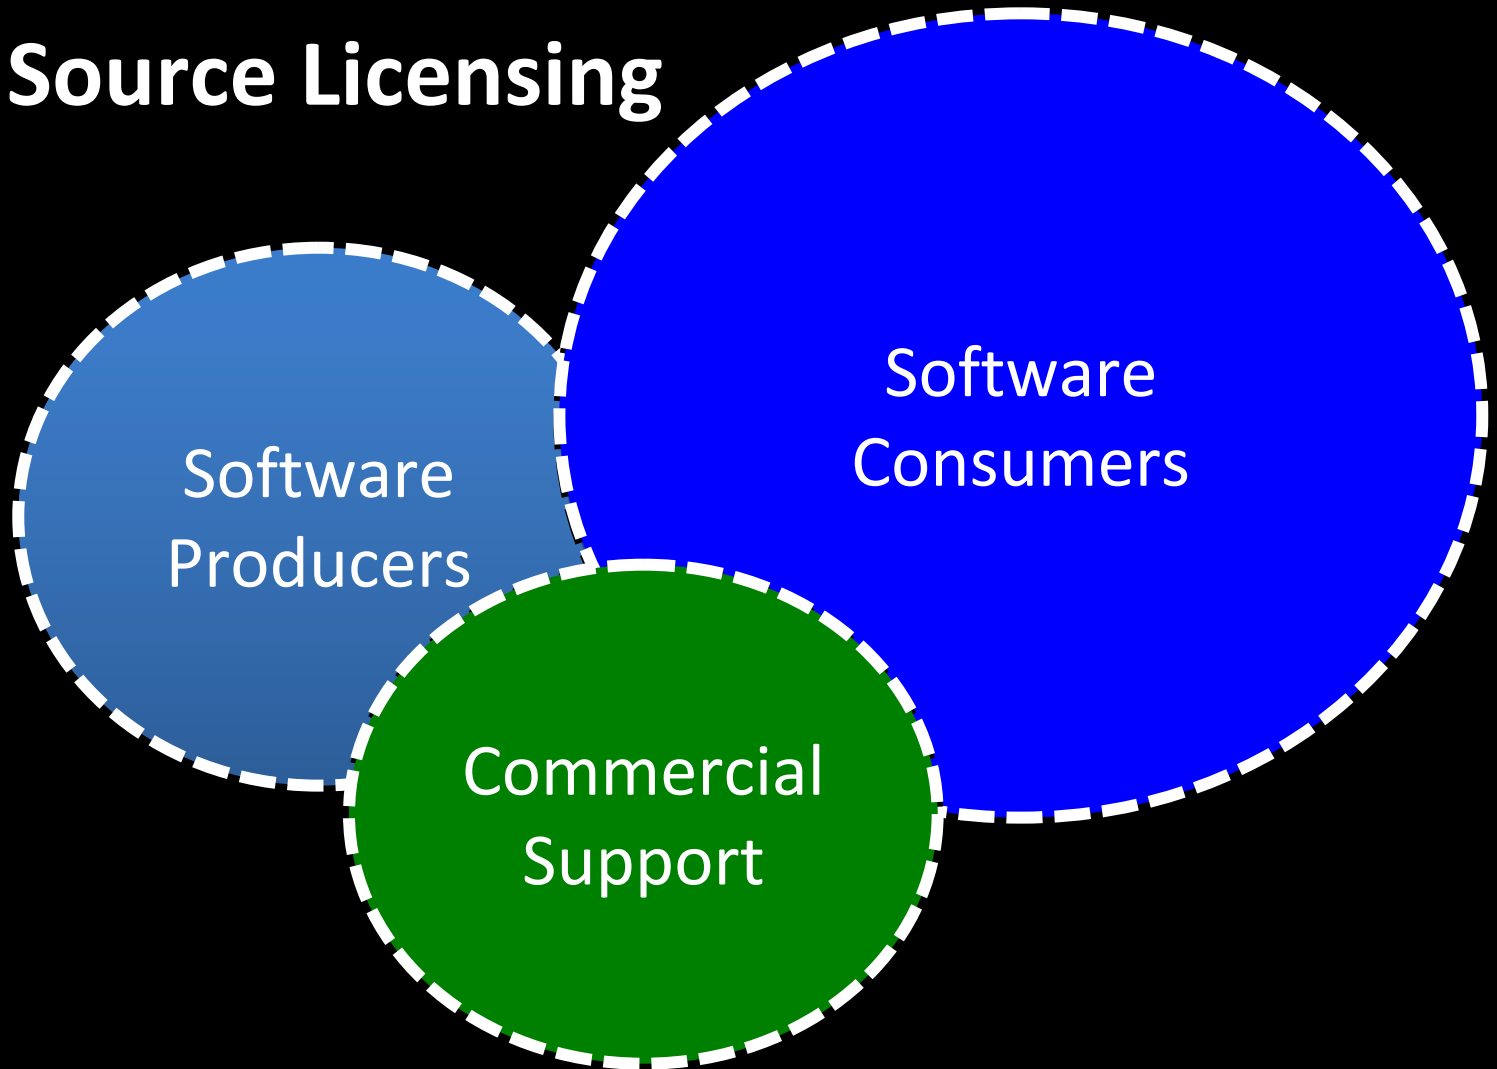 Source Licensing
Software
Consumers
Software
Producers
Commercial
Support